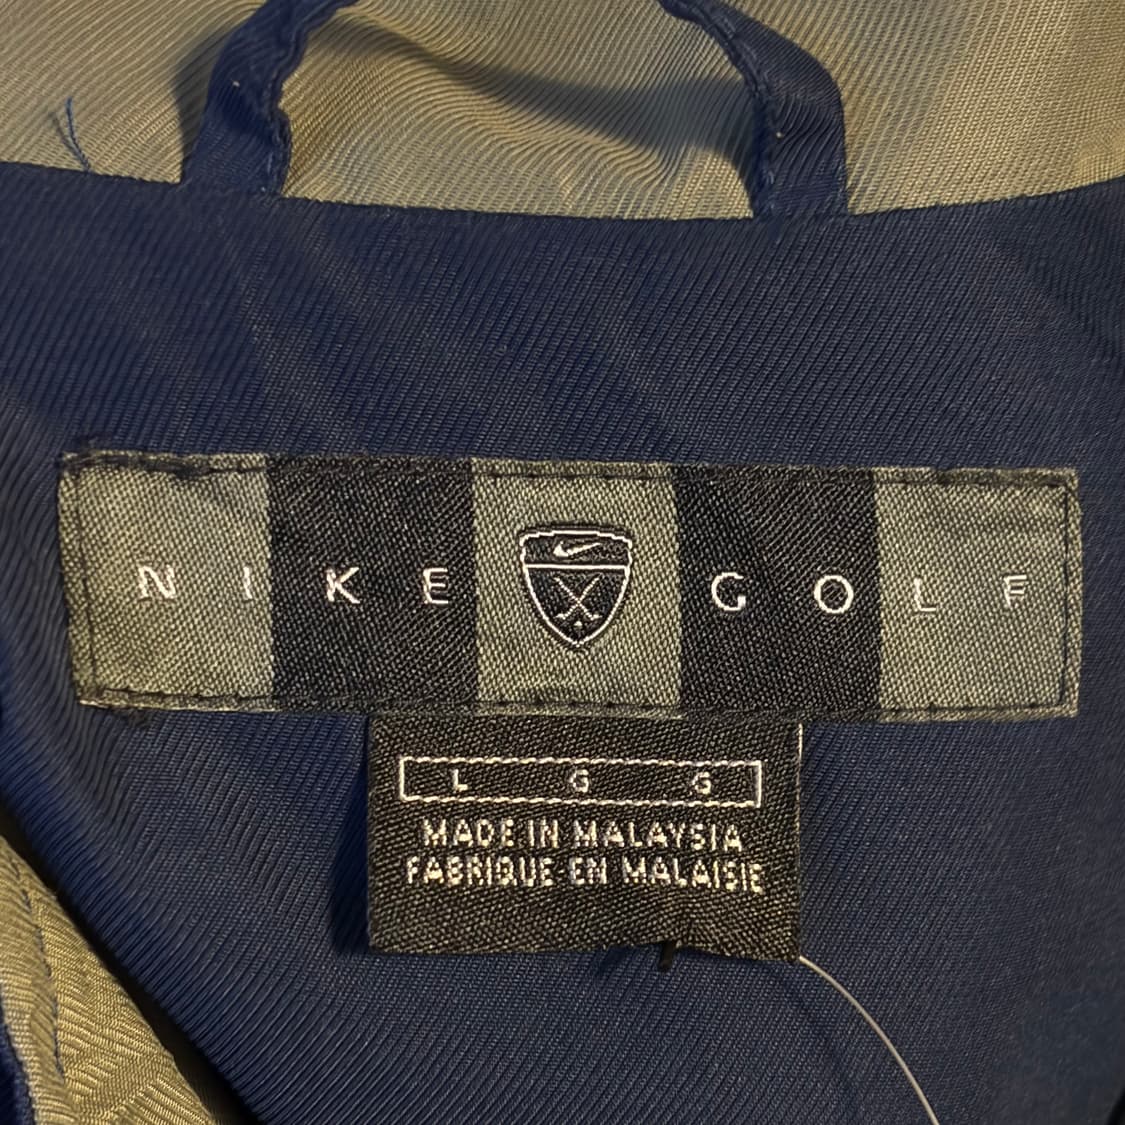 NIKE GOLF
L G G
MADE IN MALAYSIA
FABRIQUE EN MALAISIE